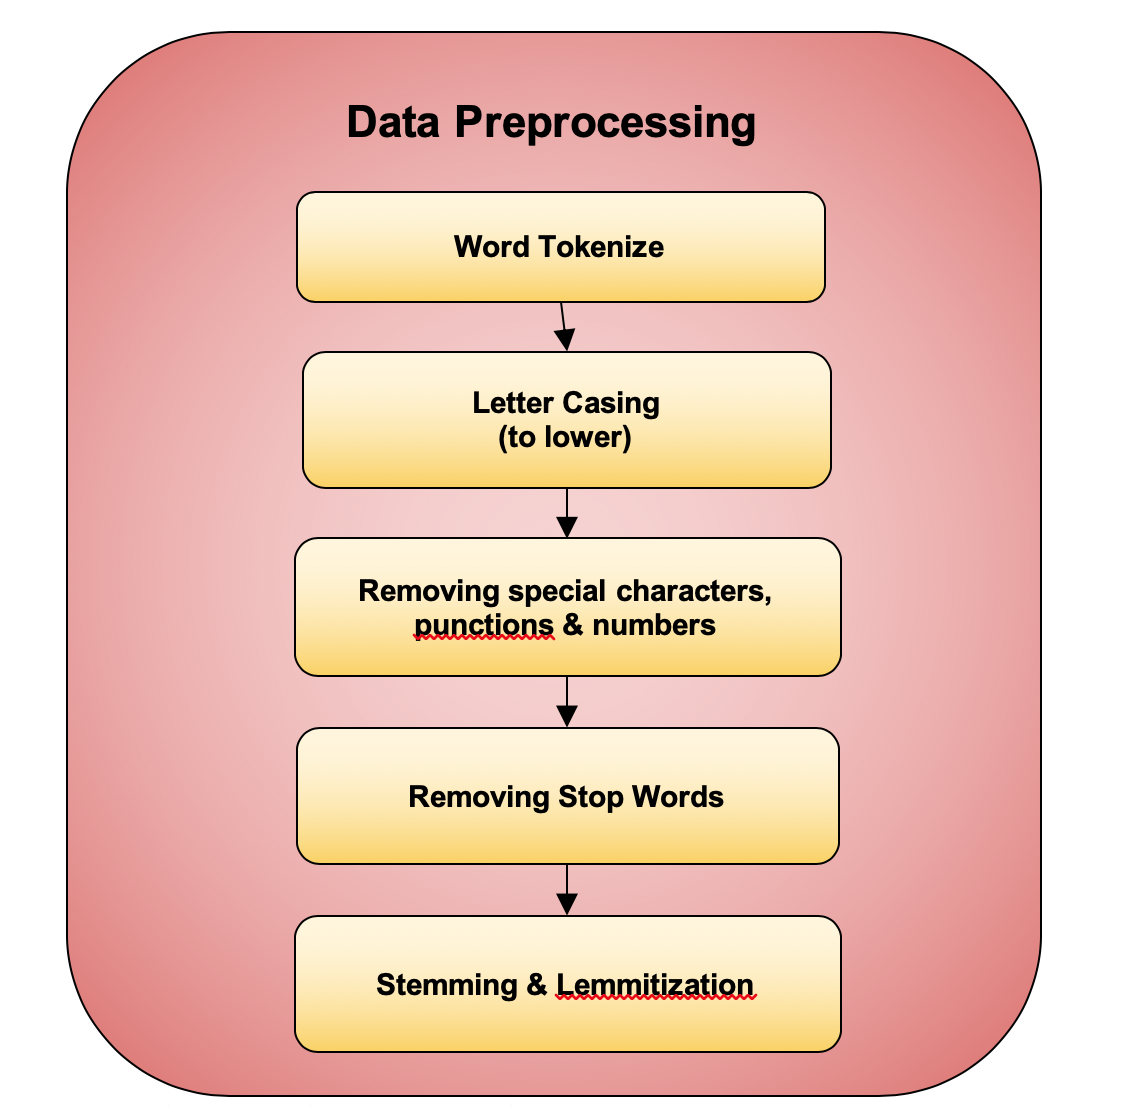 Data Preprocessing
Word Tokenize
Letter Casing
(to lower)
Removing special characters,
punctions & numbers
Removing Stop Words
Stemming & Lemmitization